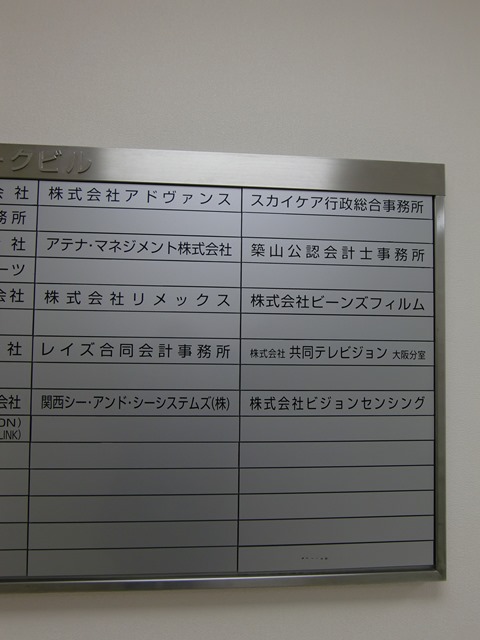 ークビル
会社 株式会社アドヴァンス スカイケア行政総合事務所
務所
社 アテナ・マネジメント株式会社 築山公認会計士事務所
ーツ
会社 株式会社リメックス 株式会社ビーンズフィルム
社 レイズ合同会計事務所 株式会社 共同テレビジョン 大阪分室
会社 関西シー・アンド・シーシステムズ(株) 株式会社ビジョンセンシング
ON)
LINK)